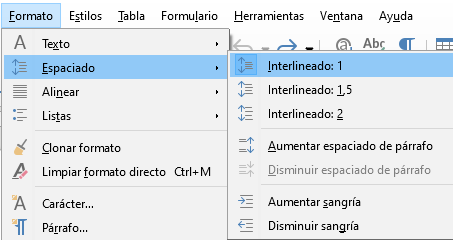 Formato Estilos Tabla Formulario Herramientas Ventana Ayuda
Texto
Espaciado
Alinear
Listas
Clonar formato
Limpiar formato directo Ctrl+M
Carácter...
Párrafo...
Abc
Interlineado: 1
Interlineado: 1,5
Interlineado: 2
Aumentar espaciado de párrafo
Disminuir espaciado de párrafo
Aumentar sangría
Disminuir sangría